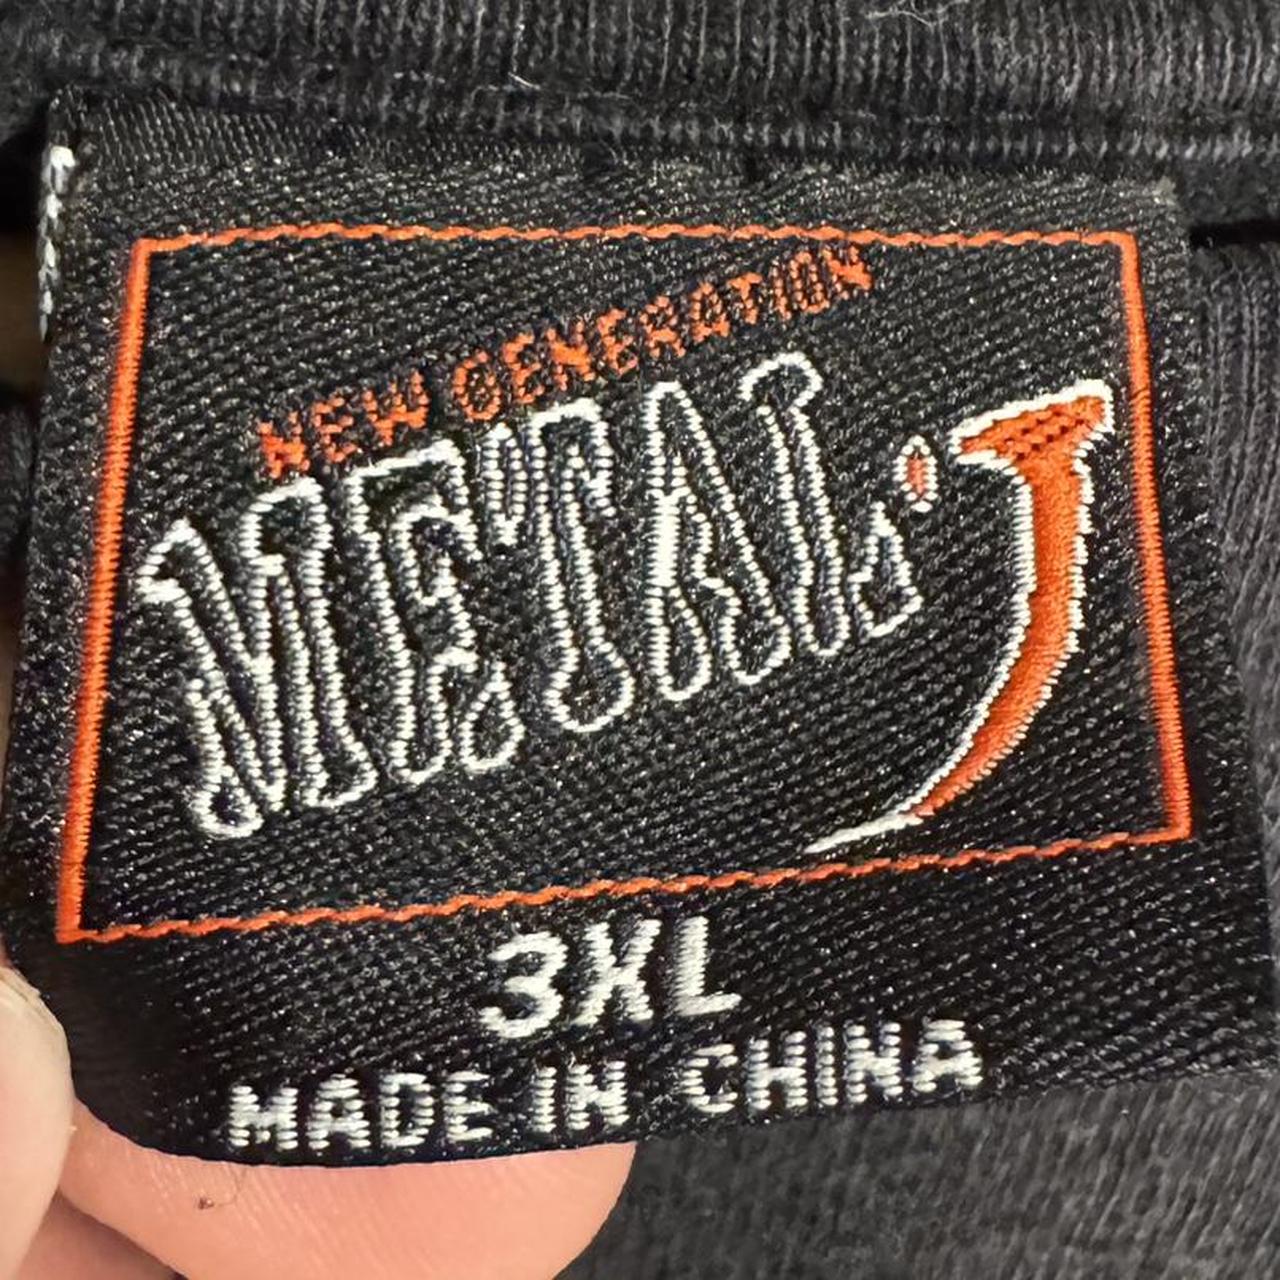 NEW GENERATION
METAL'J
3XL
MADE IN CHINA